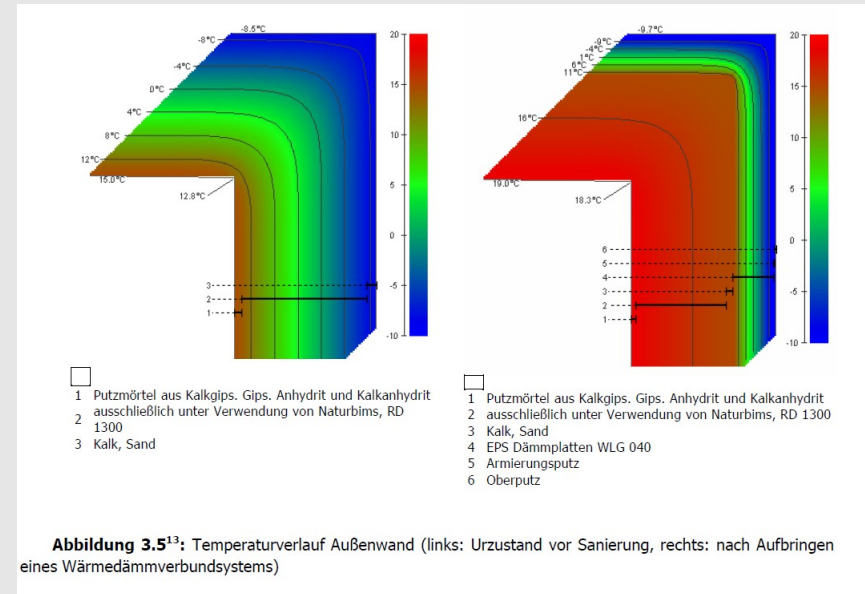 -8.5°C
-8°C
-4°C
0°C
4°C
8°C
12°C
15.0°C
12.8°C
3
2
1
20
15
10
5
0
-5
-10
-9.7°C
-9°C
-4°C
1°C
6°C
11°C
16°C
19.0°C
18.3°C
6
5
4
3
2
1
20
15
10
5
0
-5
-10
1 Putzmörtel aus Kalkgips. Gips. Anhydrit und Kalkanhydrit
2 ausschließlich unter Verwendung von Naturbims, RD
1300
3 Kalk, Sand
1 Putzmörtel aus Kalkgips. Gips. Anhydrit und Kalkanhydrit
2 ausschließlich unter Verwendung von Naturbims, RD 1300
3 Kalk, Sand
4 EPS Dämmplatten WLG 040
5 Armierungsputz
6 Oberputz
Abbildung 3.5¹³: Temperaturverlauf Außenwand (links: Urzustand vor Sanierung, rechts: nach Aufbringen
eines Wärmedämmverbundsystems)